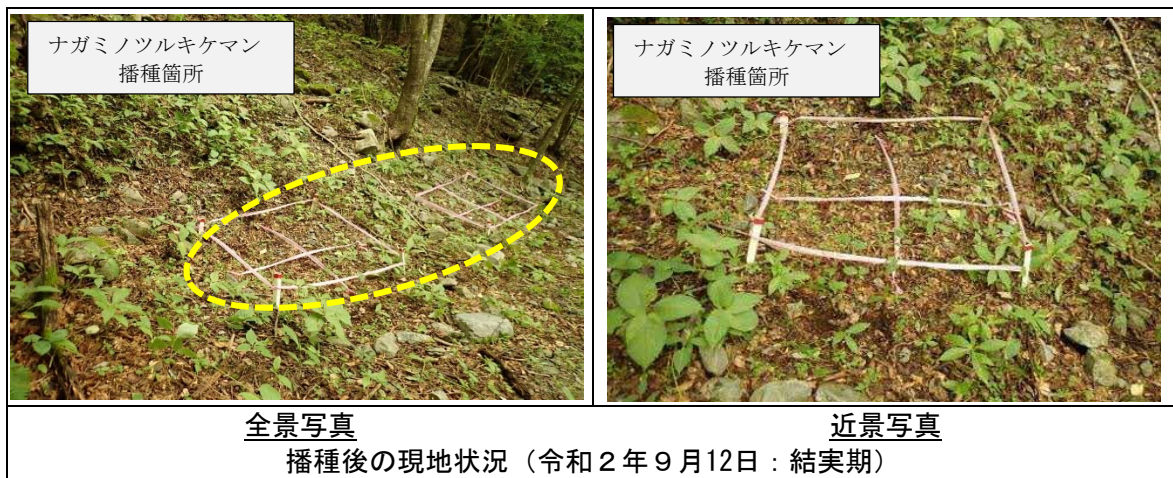 ナガミノツルキケマン
播種箇所
ナガミノツルキケマン
播種箇所
全景写真
近景写真
播種後の現地状況（令和２年９月12日：結実期）